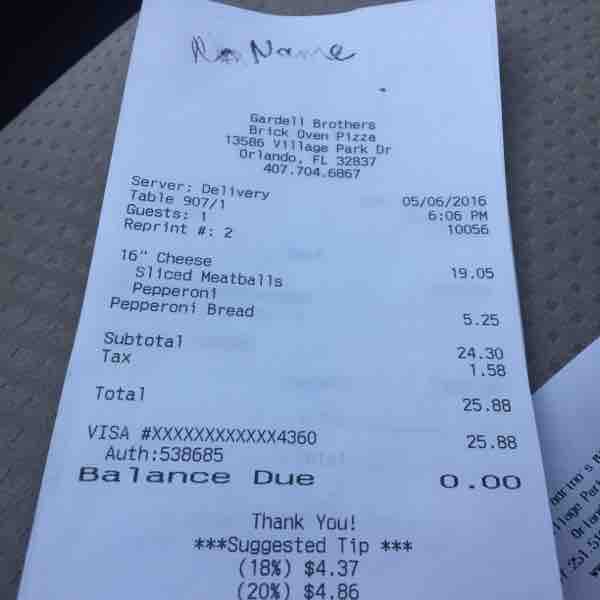 No Name
Gardell Brothers
Brick Oven Pizza
13586 Village Park Dr
Orlando, FL 32837
407.704.6867
Server: Delivery
05/06/2016
Table 907/1
6:06 PM
Guests: 1
10056
Reprint #: 2
16" Cheese 19.05
Sliced Meatballs
Pepperoni
Pepperoni Bread 5.25
Subtotal 24.30
Tax 1.58
Total 25.88
VISA #XXXXXXXXXXXX4360 25.88
Auth:538685
Balance Due 0.00
Thank You!
***Suggested Tip ***
(18%) $4.37
(20%) $4.86